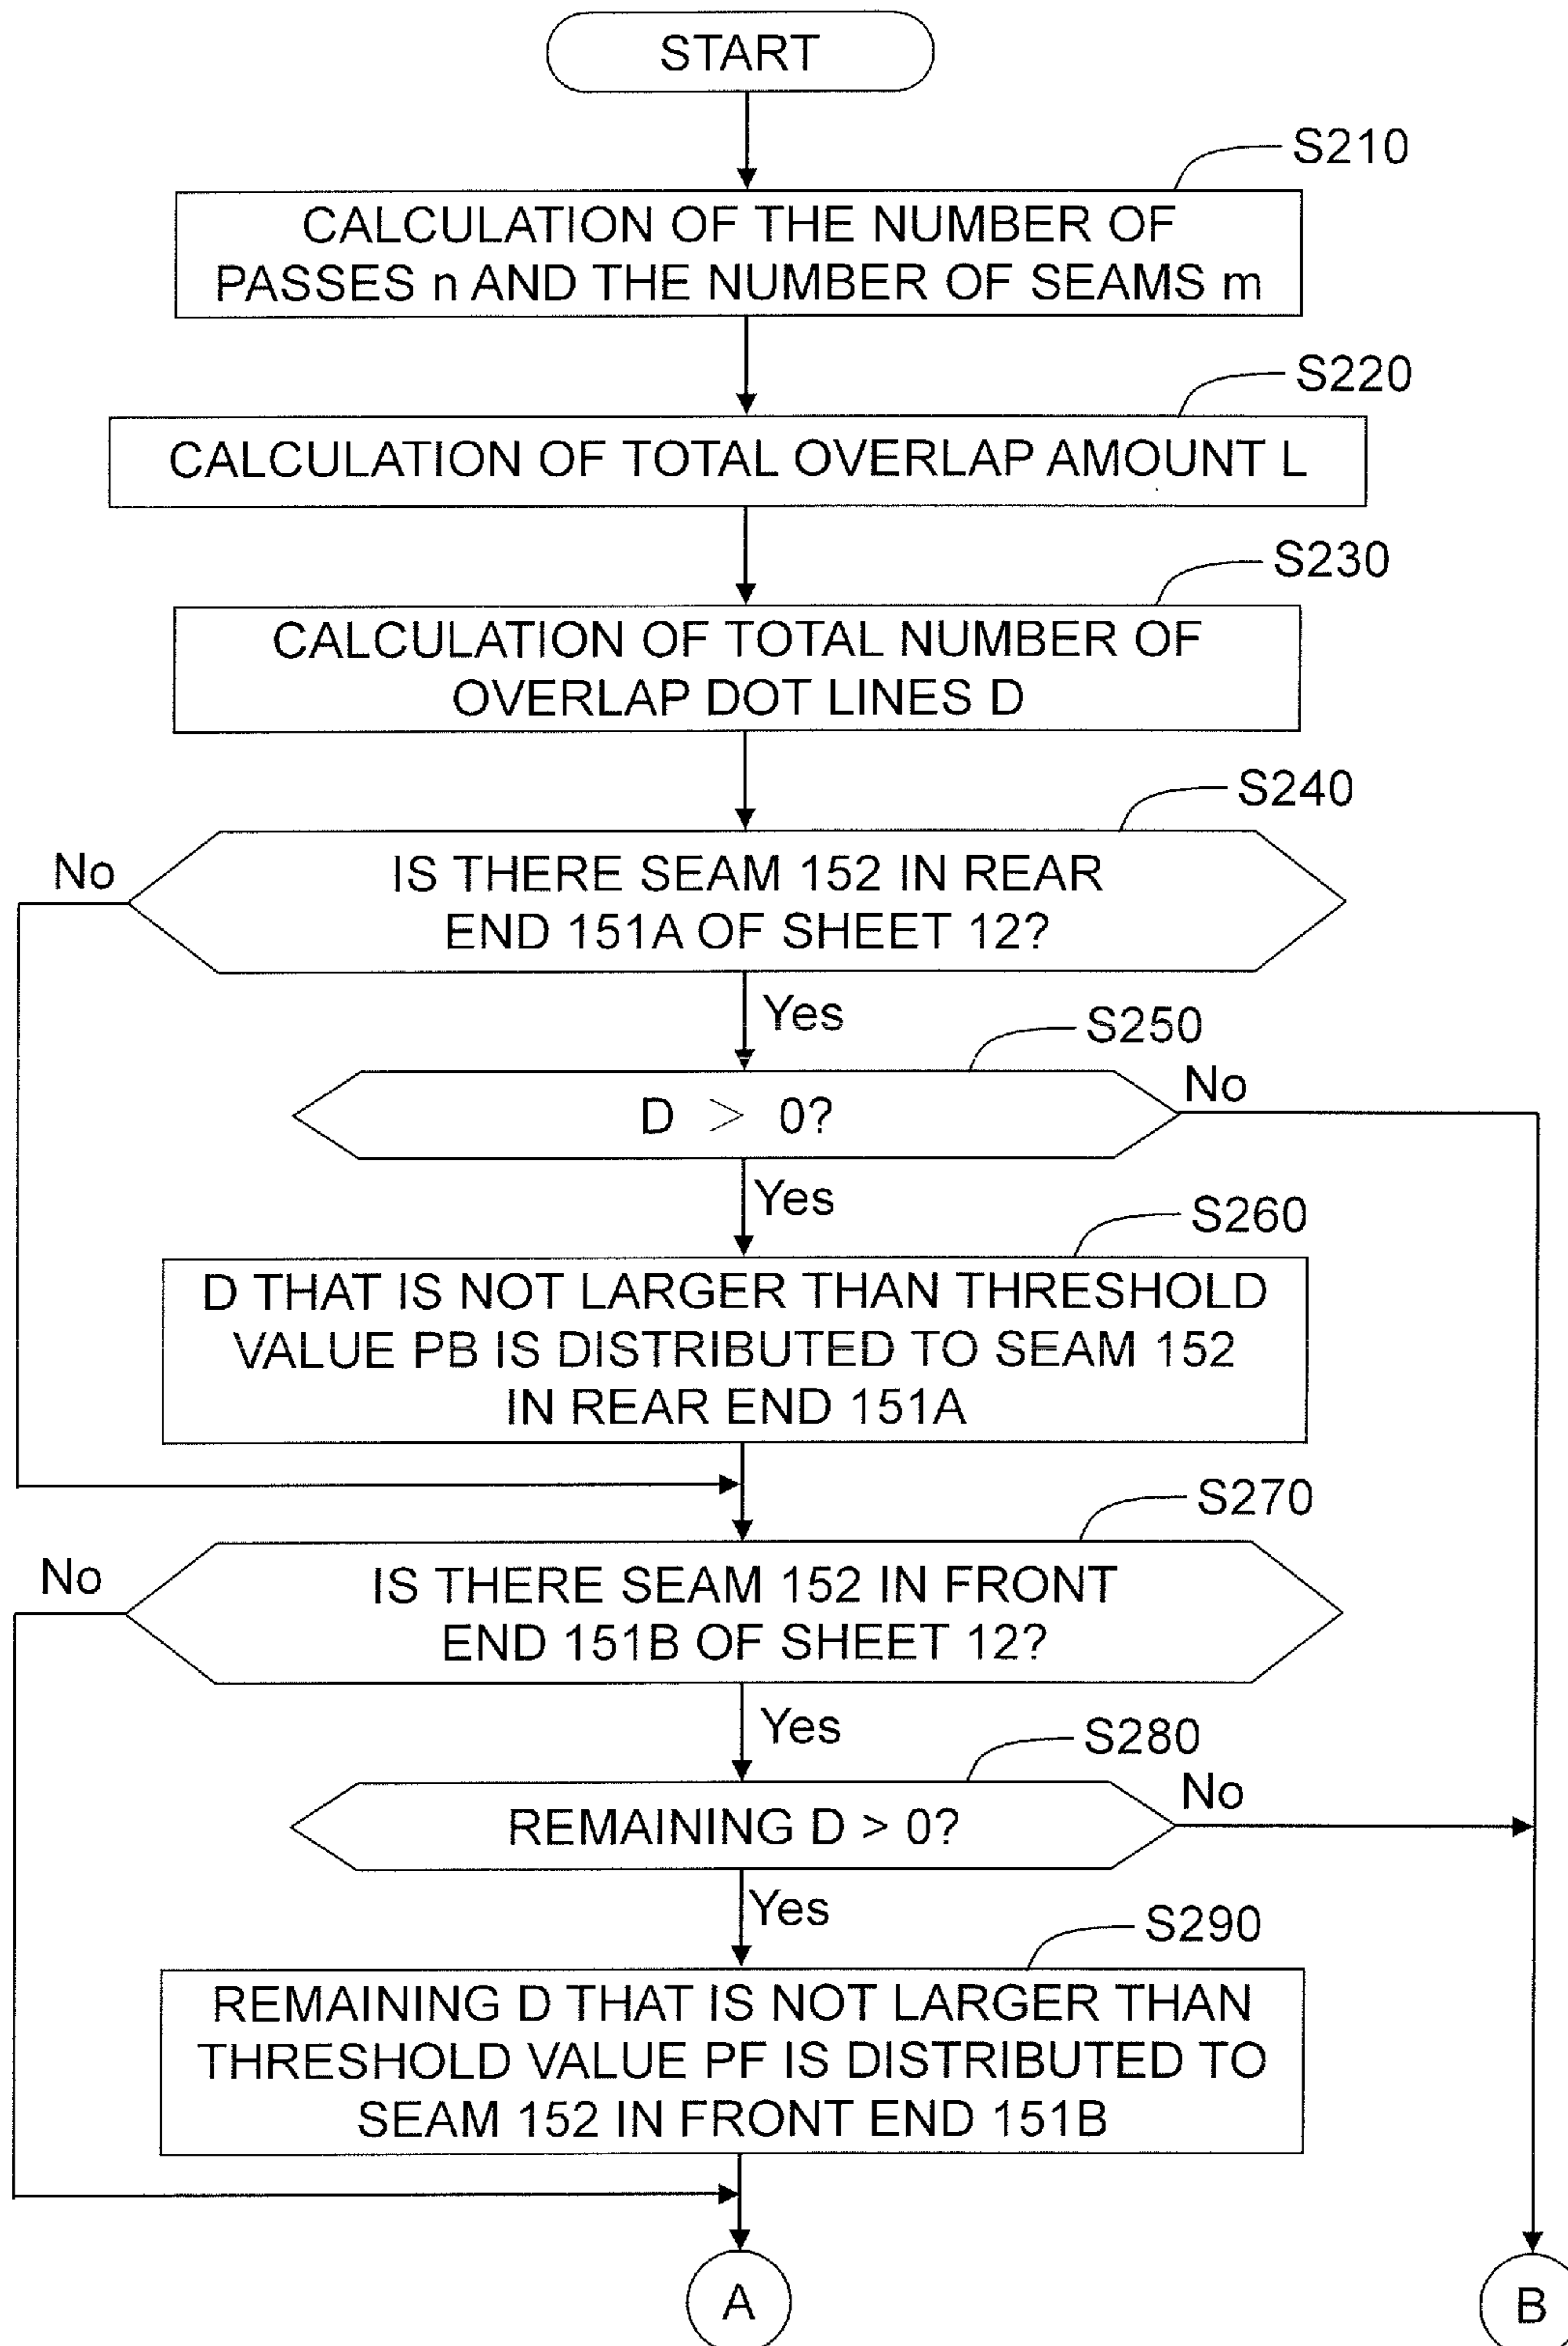 START
S210
CALCULATION OF THE NUMBER OF
PASSES n AND THE NUMBER OF SEAMS m
S220
CALCULATION OF TOTAL OVERLAP AMOUNT L
S230
CALCULATION OF TOTAL NUMBER OF
OVERLAP DOT LINES D
S240
No
IS THERE SEAM 152 IN REAR
END 151A OF SHEET 12?
Yes
S250
D > 0?
No
Yes
S260
D THAT IS NOT LARGER THAN THRESHOLD
VALUE PB IS DISTRIBUTED TO SEAM 152
IN REAR END 151A
S270
No
IS THERE SEAM 152 IN FRONT
END 151B OF SHEET 12?
Yes
S280
REMAINING D > 0?
No
Yes
S290
REMAINING D THAT IS NOT LARGER THAN
THRESHOLD VALUE PF IS DISTRIBUTED TO
SEAM 152 IN FRONT END 151B
A
B